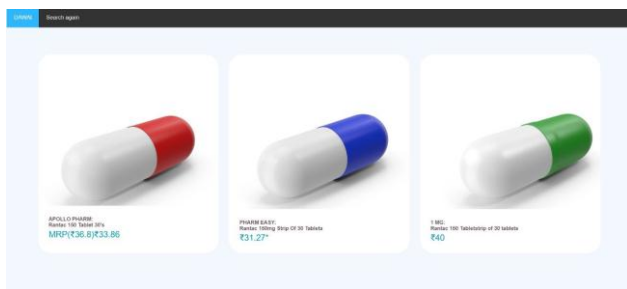 Search again
APOLLO PHARM:
Rantac 150 Tablet 30's
MRP(₹36.8)₹33.86
PHARM EASY:
Rantac 150mg Strip Of 30 Tablets
₹31.27*
1 MG:
Rantac 150 Tabletstrip of 30 tablets
₹40